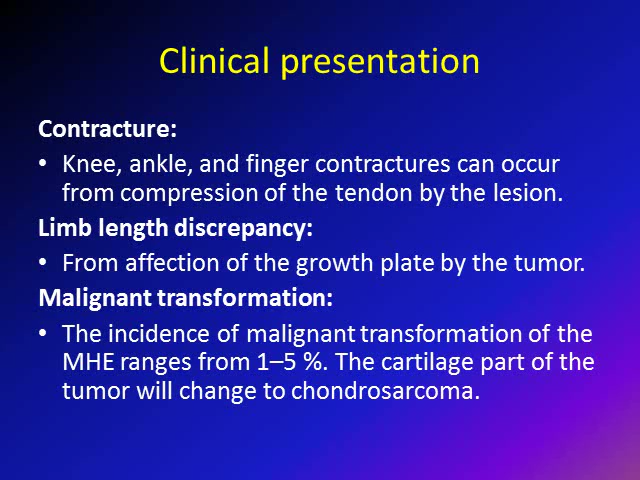 Clinical presentation
Contracture:
• Knee, ankle, and finger contractures can occur
from compression of the tendon by the lesion.
Limb length discrepancy:
• From affection of the growth plate by the tumor.
Malignant transformation:
• The incidence of malignant transformation of the
MHE ranges from 1–5 %. The cartilage part of the
tumor will change to chondrosarcoma.